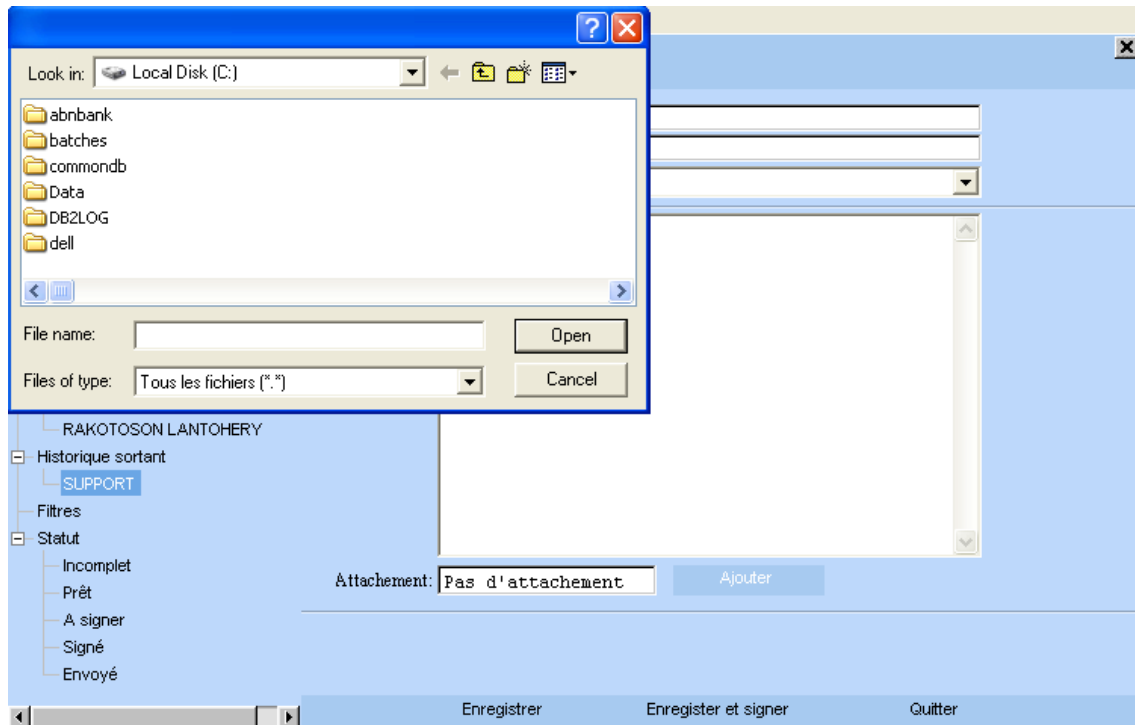 Look in: Local Disk (C:)
abnbank
batches
commondb
Data
DB2LOG
dell
File name: Open
Files of type: Tous les fichiers (*.*) Cancel
RAKOTOSON LANTOHERY
Historique sortant
SUPPORT
Filtres
Statut
Incomplet
Prêt
A signer
Signé
Envoyé
Attachement: Pas d'attachement Ajouter
Enregistrer Enregister et signer Quitter